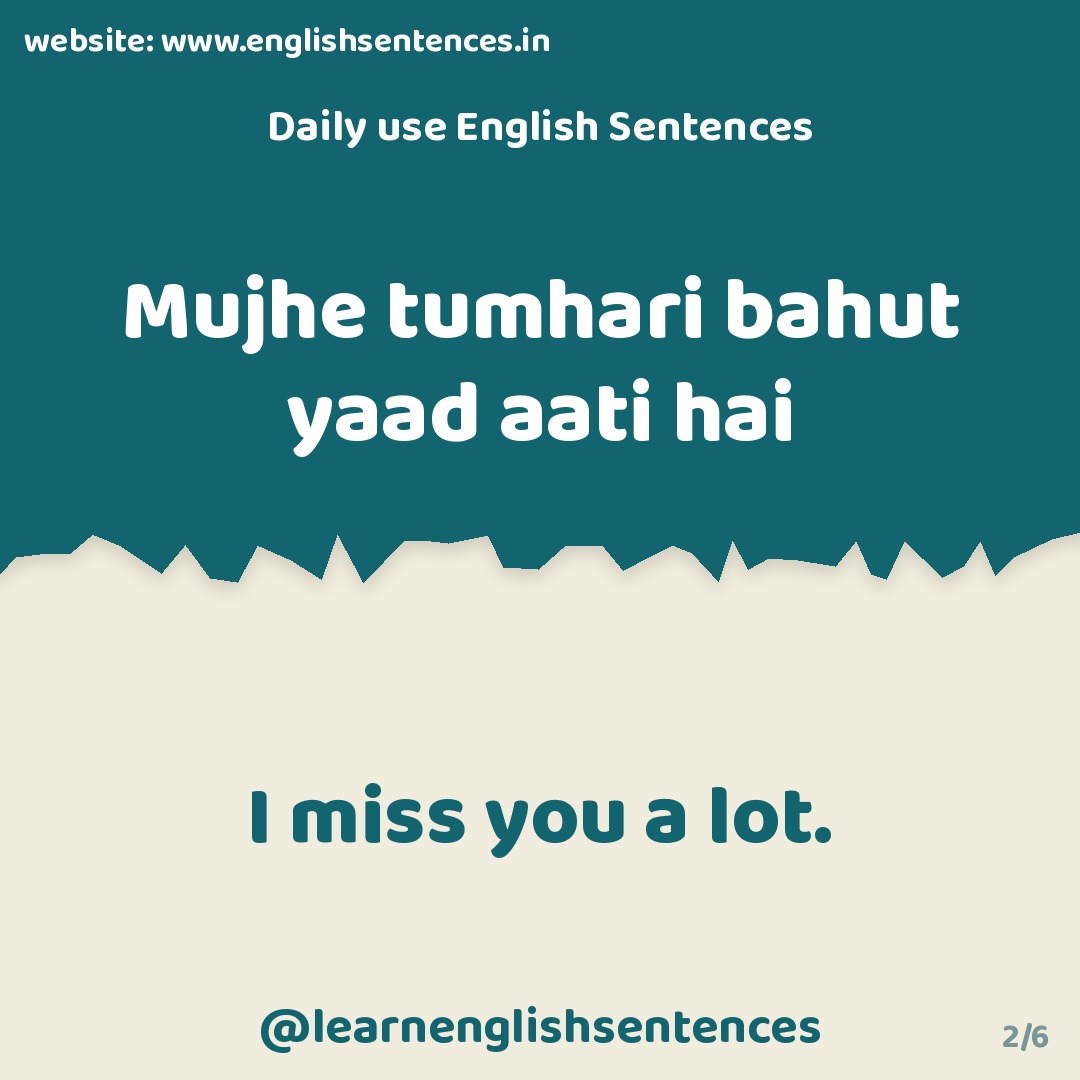 website: www.englishsentences.in
Daily use English Sentences
Mujhe tumhari bahut
yaad aati hai
I miss you a lot.
@learnenglishsentences
2/6